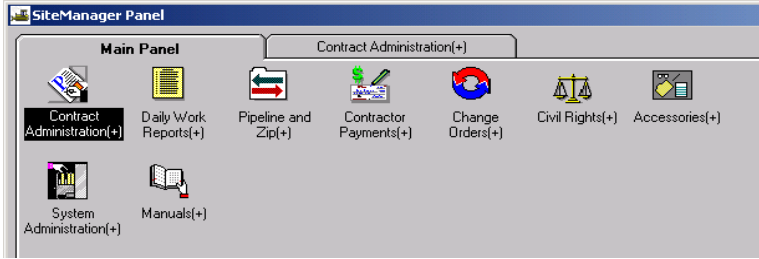 SiteManager Panel
Main Panel
Contract Administration(+)
Contract
Administration(+)
Daily Work
Reports(+)
Pipeline and
Zip(+)
Contractor
Payments(+)
Change
Orders(+)
Civil Rights(+)
Accessories(+)
System
Administration(+)
Manuals(+)